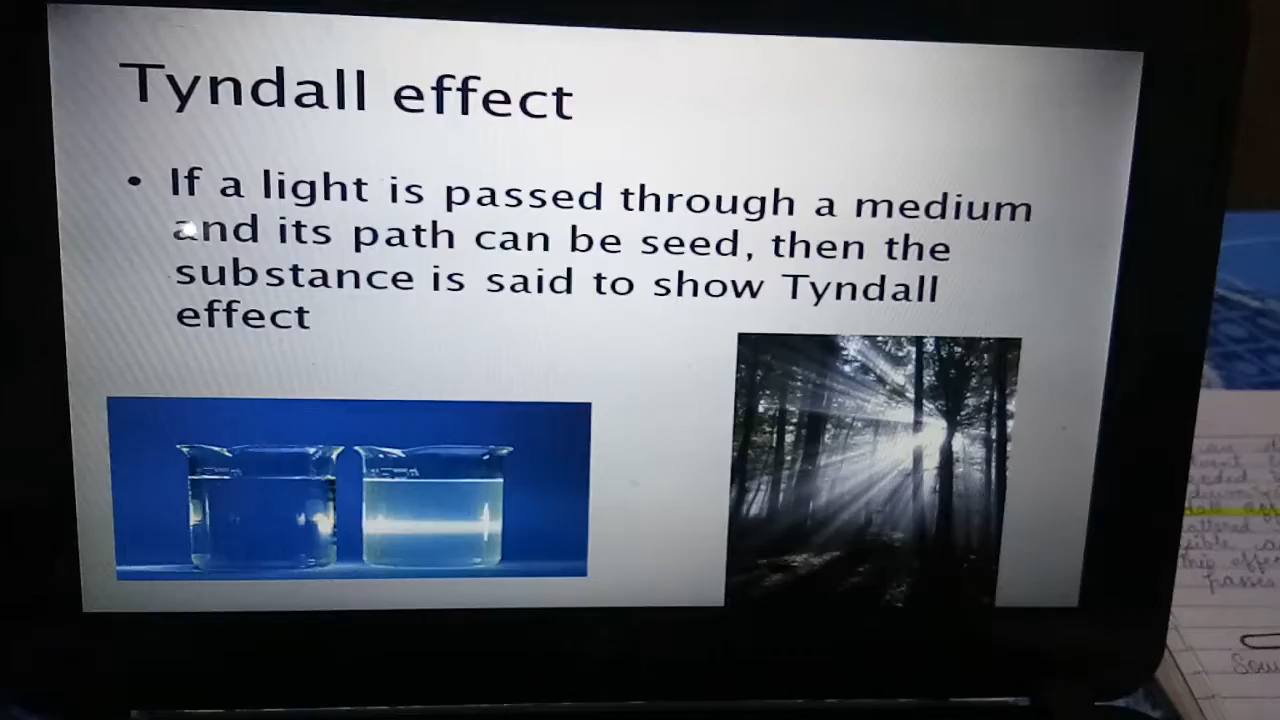 Tyndall effect
• If a light is passed through a medium
and its path can be seed, then the
substance is said to show Tyndall
effect
passes